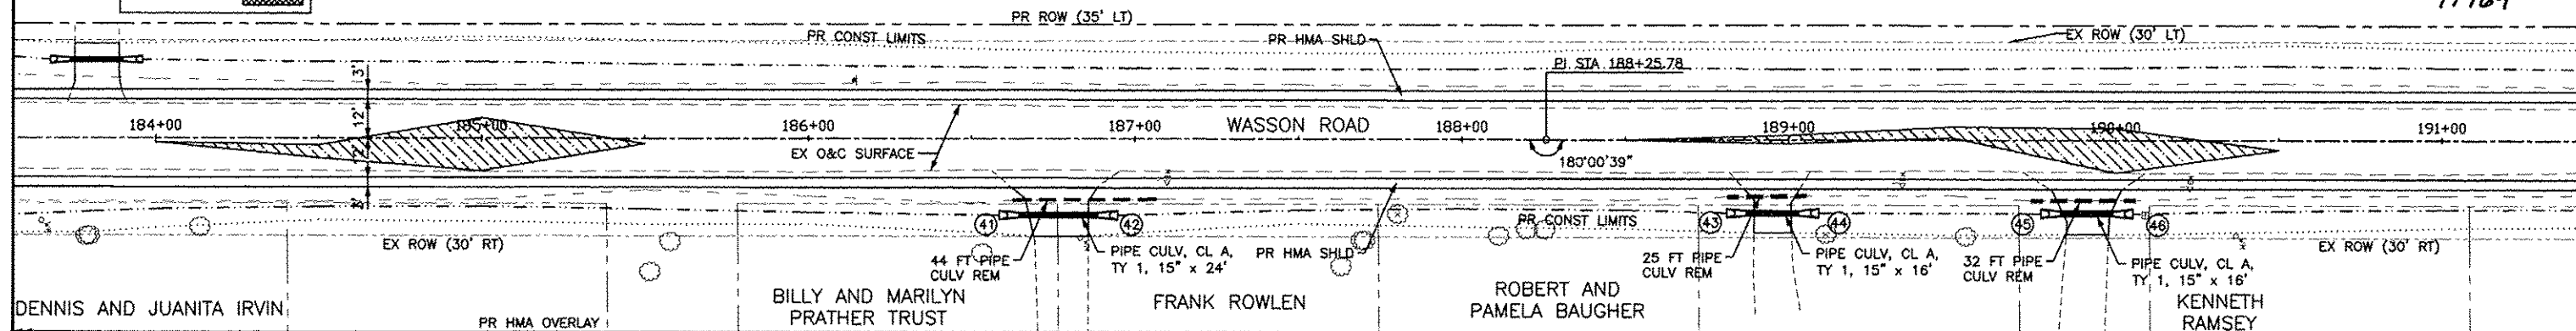 PR ROW (35' LT)
PR CONST LIMITS
PR HMA SHLD
EX ROW (30' LT)
3'
PI STA 188+25.78
12'
184+00
185+00
186+00
187+00
WASSON ROAD
188+00
189+00
190+00
191+00
EX O&C SURFACE
180°00'39"
41
42
43
44
45
46
PR CONST LIMITS
EX ROW (30' RT)
44 FT PIPE
CULV REM
PIPE CULV, CL A,
TY 1, 15" x 24'
PR HMA SHLD
25 FT PIPE
CULV REM
PIPE CULV, CL A,
TY 1, 15" x 16'
32 FT PIPE
CULV REM
PIPE CULV, CL A,
TY 1, 15" x 16'
EX ROW (30' RT)
DENNIS AND JUANITA IRVIN
PR HMA OVERLAY
BILLY AND MARILYN
PRATHER TRUST
FRANK ROWLEN
ROBERT AND
PAMELA BAUGHER
KENNETH
RAMSEY